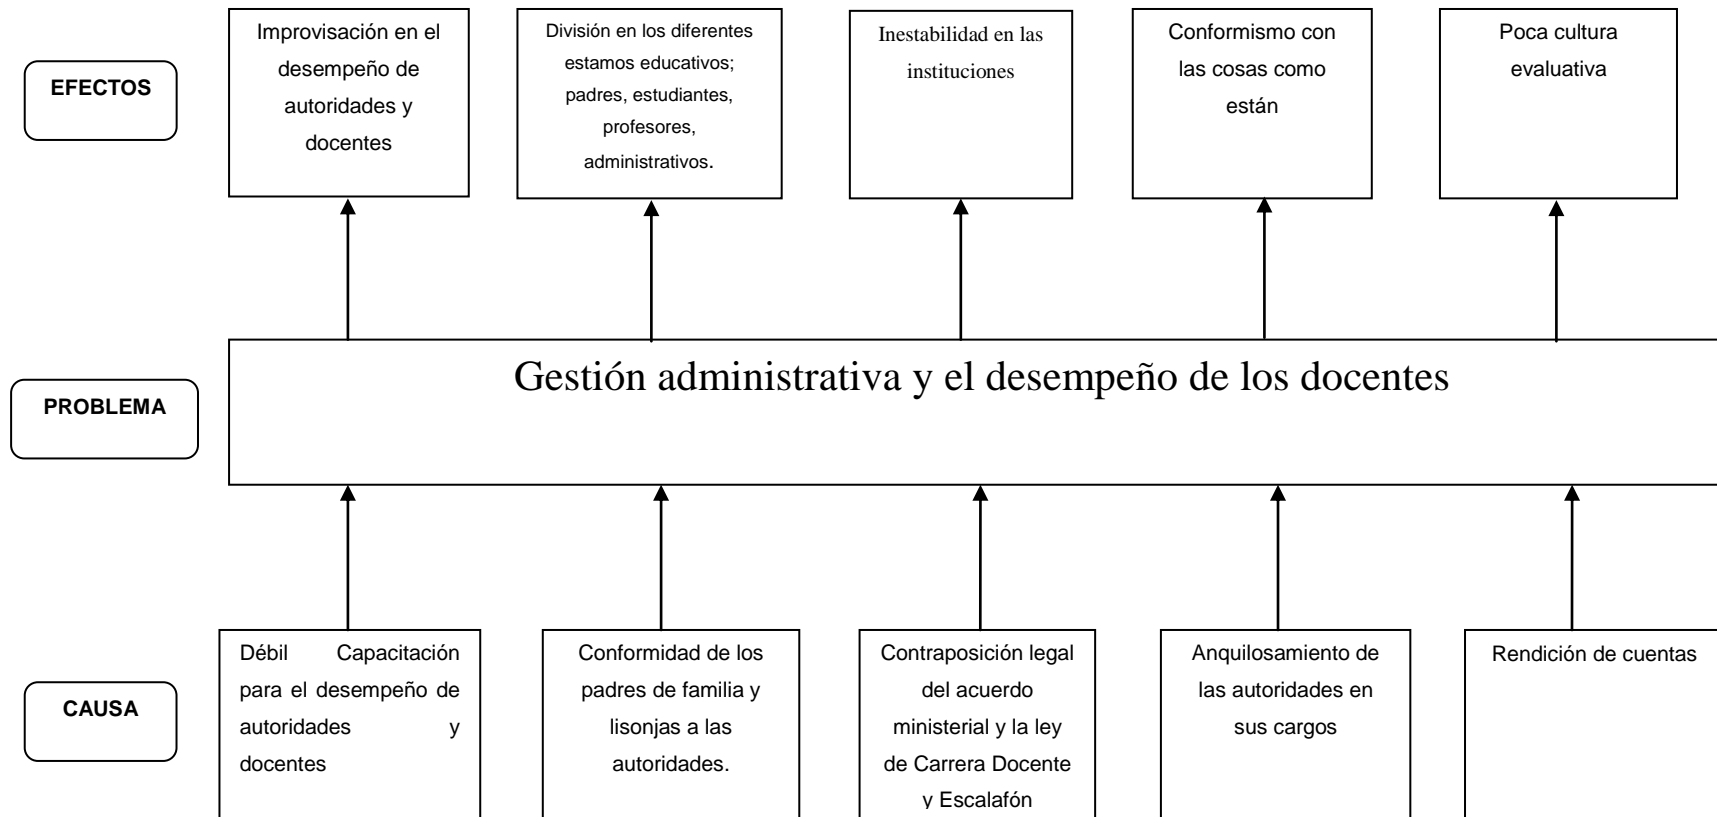 EFECTOS
Improvisación en el
desempeño de
autoridades y
docentes
División en los diferentes
estamos educativos;
padres, estudiantes,
profesores,
administrativos.
Inestabilidad en las
instituciones
Conformismo con
las cosas como
están
Poca cultura
evaluativa
PROBLEMA
Gestión administrativa y el desempeño de los docentes
CAUSA
Débil Capacitación
para el desempeño de
autoridades y
docentes
Conformidad de los
padres de familia y
lisonjas a las
autoridades.
Contraposición legal
del acuerdo
ministerial y la ley
de Carrera Docente
y Escalafón
Anquilosamiento de
las autoridades en
sus cargos
Rendición de cuentas